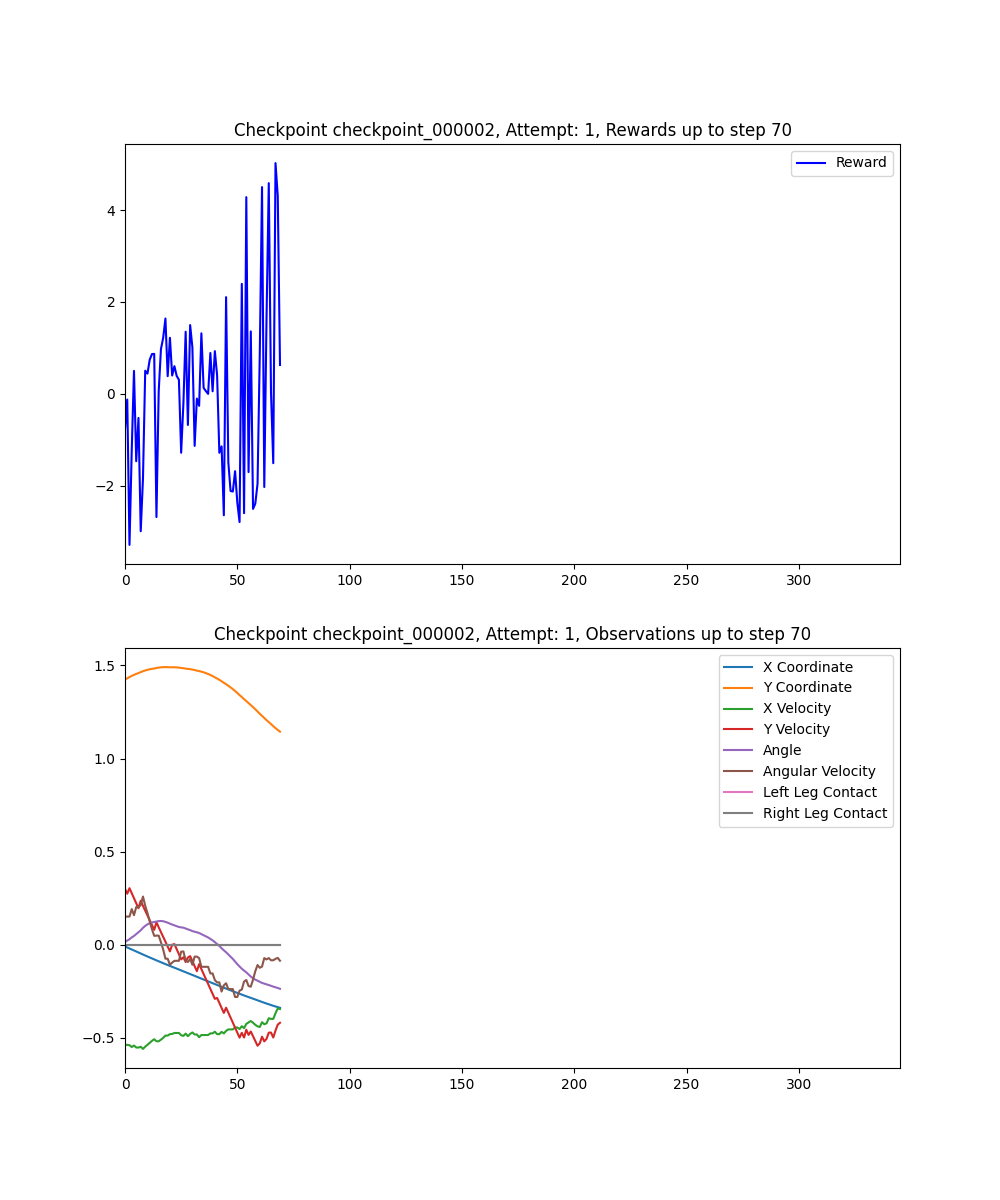 Checkpoint checkpoint_000002, Attempt: 1, Rewards up to step 70
Reward
4
2
0
−2
0 50 100 150 200 250 300
Checkpoint checkpoint_000002, Attempt: 1, Observations up to step 70
1.5
1.0
0.5
0.0
−0.5
X Coordinate
Y Coordinate
X Velocity
Y Velocity
Angle
Angular Velocity
Left Leg Contact
Right Leg Contact
0 50 100 150 200 250 300